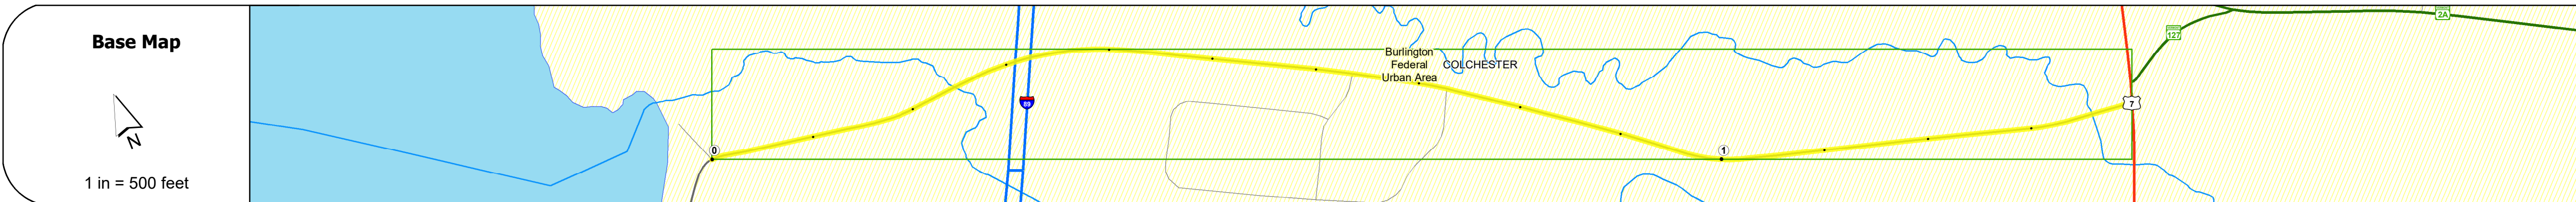 Base Map
N
1 in = 500 feet
0
89
Burlington
Federal
Urban Area
COLCHESTER
1
7
127
2A